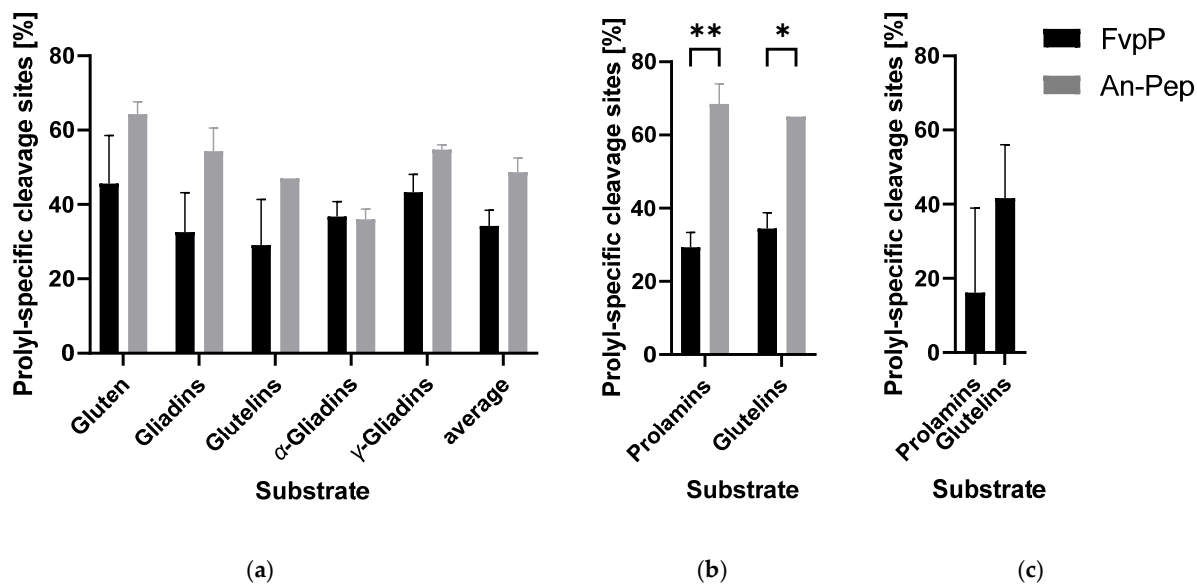 Prolyl-specific cleavage sites [%]
80
60
40
20
0
Gluten
Gliadins
Glutelins
α-Gliadins
γ-Gliadins
average
Substrate
(a)
Prolyl-specific cleavage sites [%]
80
60
40
20
0
**
*
Prolamins
Glutelins
Substrate
(b)
Prolyl-specific cleavage sites [%]
80
60
40
20
0
Prolamins
Glutelins
Substrate
(c)
FvpP
An-Pep